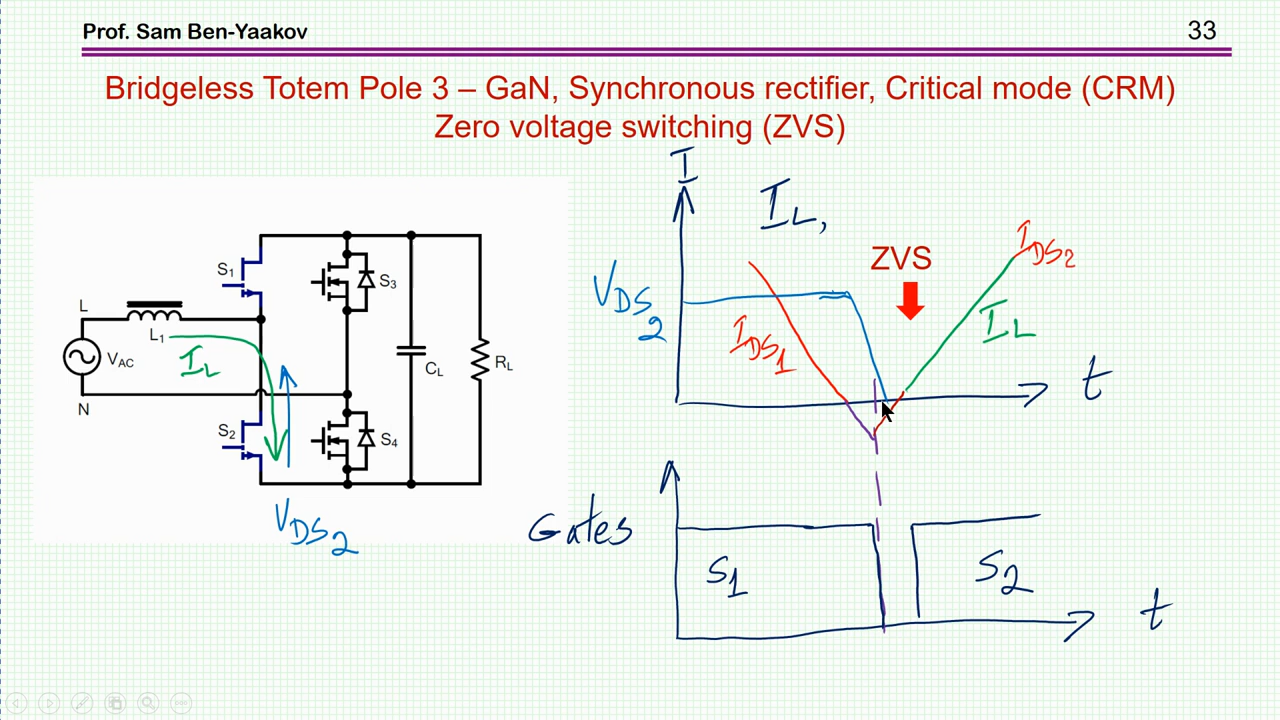 Prof. Sam Ben-Yaakov
33
Bridgeless Totem Pole 3 – GaN, Synchronous rectifier, Critical mode (CRM)
Zero voltage switching (ZVS)
L
L1
VAC
N
IL
S1
S2
S3
S4
CL
RL
VDS2
I
IL,
VDS2
IDS1
ZVS
IDS2
IL
t
Gates
S1
S2
t